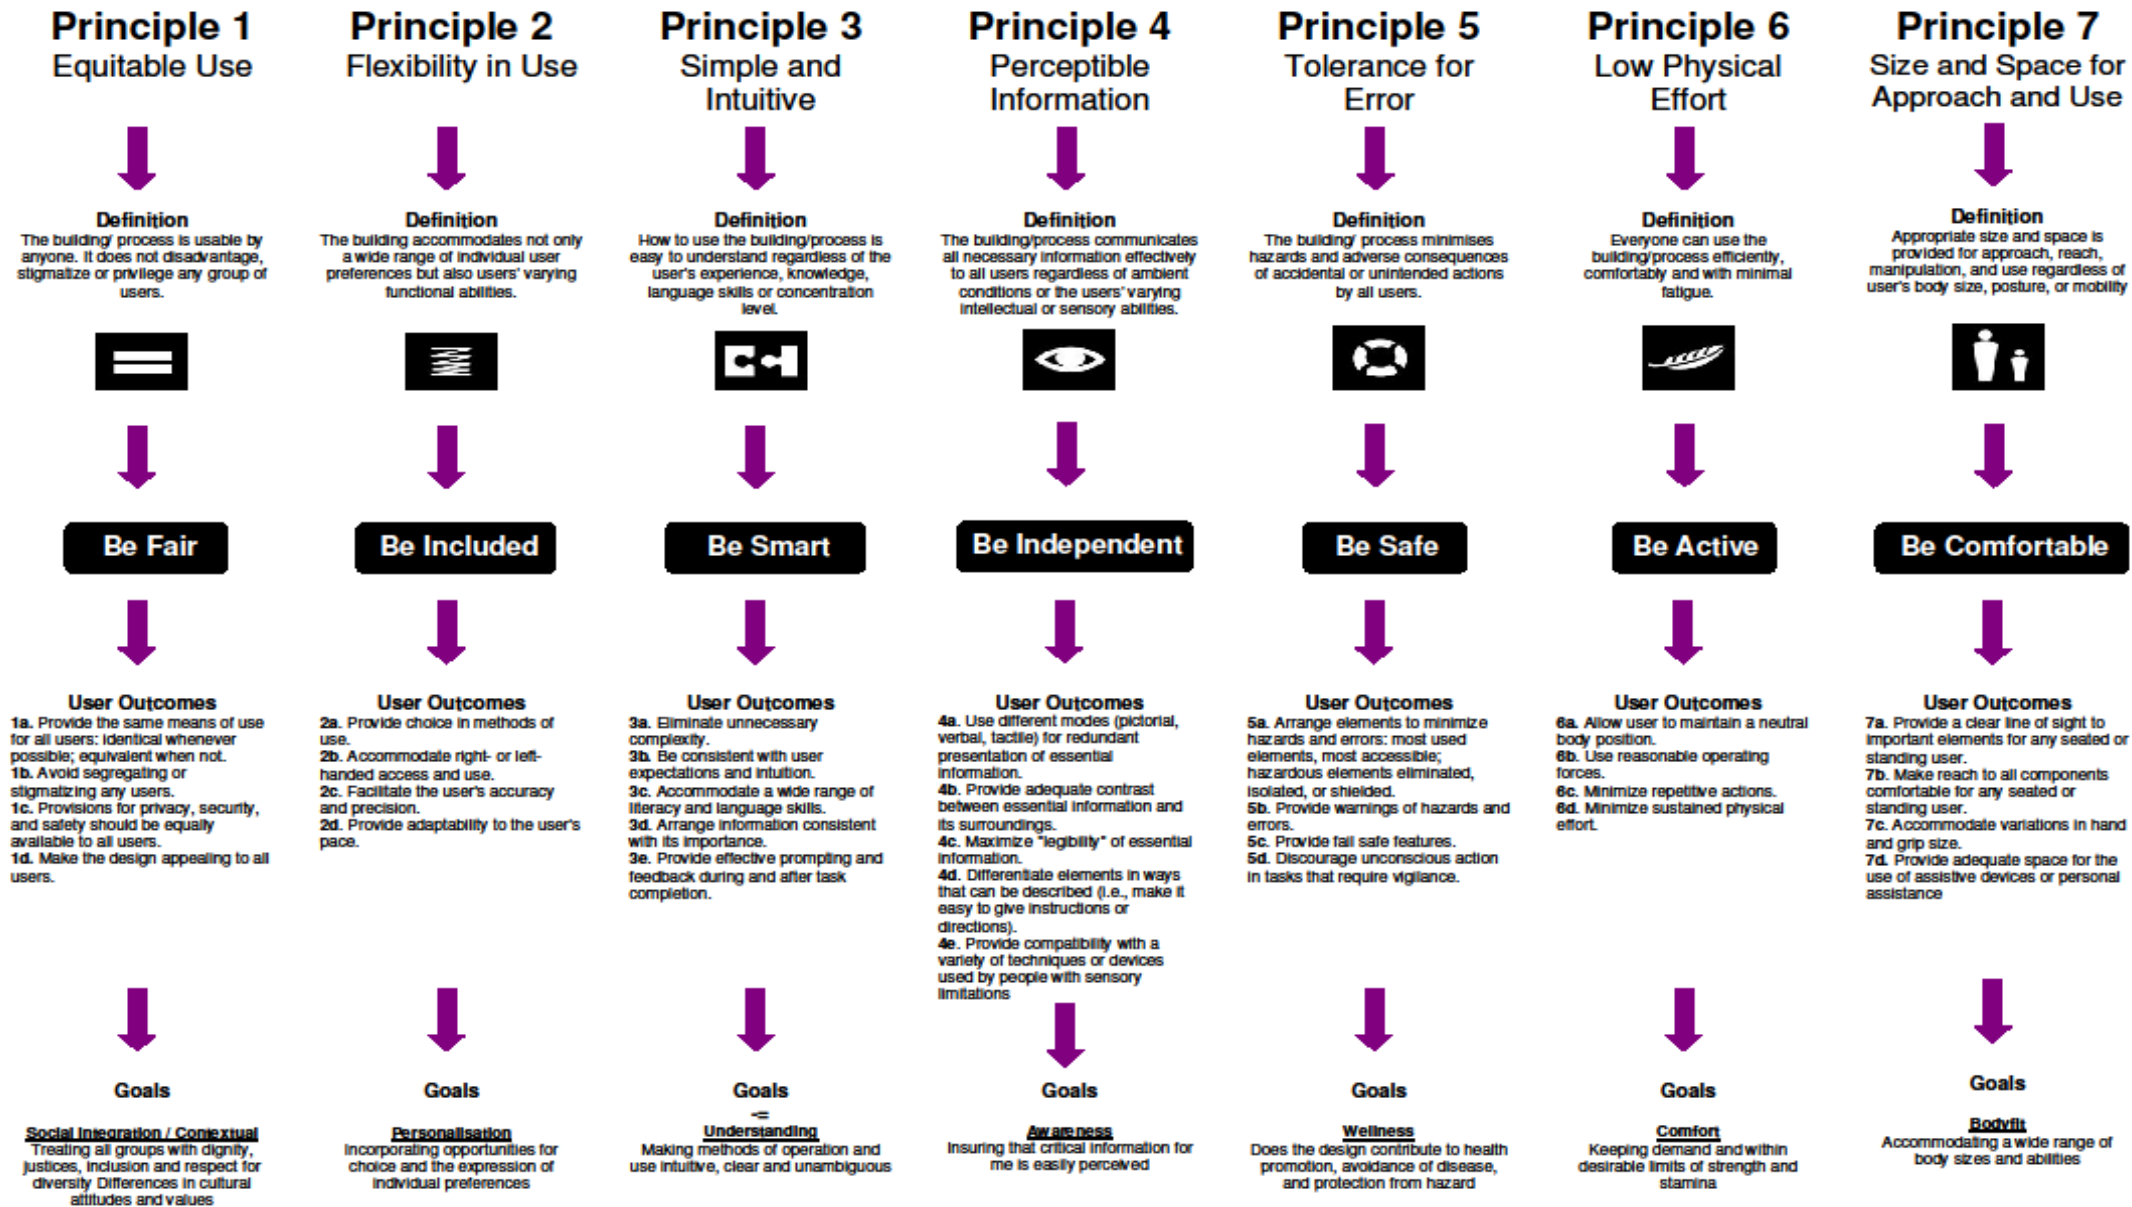 Principle 1
Equitable Use
Definition
The building/ process is usable by
anyone. It does not disadvantage,
stigmatize or privilege any group of
users.
Be Fair
User Outcomes
1a. Provide the same means of use
for all users: identical whenever
possible; equivalent when not.
1b. Avoid segregating or
stigmatizing any users.
1c. Provisions for privacy, security,
and safety should be equally
available to all users.
1d. Make the design appealing to all
users.
Goals
Social Integration / Contextual
Treating all groups with dignity,
justices, inclusion and respect for
diversity Differences in cultural
attitudes and values
Principle 2
Flexibility in Use
Definition
The building accommodates not only
a wide range of individual user
preferences but also users' varying
functional abilities.
Be Included
User Outcomes
2a. Provide choice in methods of
use.
2b. Accommodate right- or left-
handed access and use.
2c. Facilitate the user's accuracy
and precision.
2d. Provide adaptability to the user's
pace.
Goals
Personalisation
Incorporating opportunities for
choice and the expression of
individual preferences
Principle 3
Simple and
Intuitive
Definition
How to use the building/process is
easy to understand regardless of the
user's experience, knowledge,
language skills or concentration
level.
Be Smart
User Outcomes
3a. Eliminate unnecessary
complexity.
3b. Be consistent with user
expectations and intuition.
3c. Accommodate a wide range of
literacy and language skills.
3d. Arrange information consistent
with its importance.
3e. Provide effective prompting and
feedback during and after task
completion.
Goals
-=
Understanding
Making methods of operation and
use intuitive, clear and unambiguous
Principle 4
Perceptible
Information
Definition
The building/process communicates
all necessary information effectively
to all users regardless of ambient
conditions or the users' varying
intellectual or sensory abilities.
Be Independent
User Outcomes
4a. Use different modes (pictorial,
verbal, tactile) for redundant
presentation of essential
information.
4b. Provide adequate contrast
between essential information and
its surroundings.
4c. Maximize "legibility" of essential
information.
4d. Differentiate elements in ways
that can be described (i.e., make it
easy to give instructions or
directions).
4e. Provide compatibility with a
variety of techniques or devices
used by people with sensory
limitations
Goals
Awareness
Insuring that critical information for
me is easily perceived
Principle 5
Tolerance for
Error
Definition
The building/ process minimises
hazards and adverse consequences
of accidental or unintended actions
by all users.
Be Safe
User Outcomes
5a. Arrange elements to minimize
hazards and errors: most used
elements, most accessible;
hazardous elements eliminated,
isolated, or shielded.
5b. Provide warnings of hazards and
errors.
5c. Provide fail safe features.
5d. Discourage unconscious action
in tasks that require vigilance.
Goals
Wellness
Does the design contribute to health
promotion, avoidance of disease,
and protection from hazard
Principle 6
Low Physical
Effort
Definition
Everyone can use the
building/process efficiently,
comfortably and with minimal
fatigue.
Be Active
User Outcomes
6a. Allow user to maintain a neutral
body position.
6b. Use reasonable operating
forces.
6c. Minimize repetitive actions.
6d. Minimize sustained physical
effort.
Goals
Comfort
Keeping demand and within
desirable limits of strength and
stamina
Principle 7
Size and Space for
Approach and Use
Definition
Appropriate size and space is
provided for approach, reach,
manipulation, and use regardless of
user's body size, posture, or mobility
Be Comfortable
User Outcomes
7a. Provide a clear line of sight to
important elements for any seated or
standing user.
7b. Make reach to all components
comfortable for any seated or
standing user.
7c. Accommodate variations in hand
and grip size.
7d. Provide adequate space for the
use of assistive devices or personal
assistance
Goals
Bodyfit
Accommodating a wide range of
body sizes and abilities